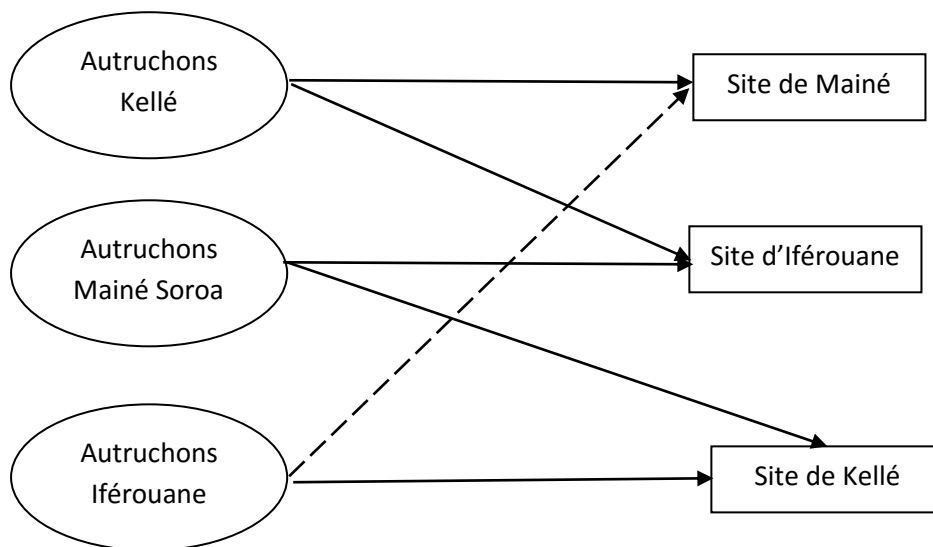 Autruchons
Kellé
Site de Mainé
Autruchons
Mainé Soroa
Site d’Iférouane
Autruchons
Iférouane
Site de Kellé